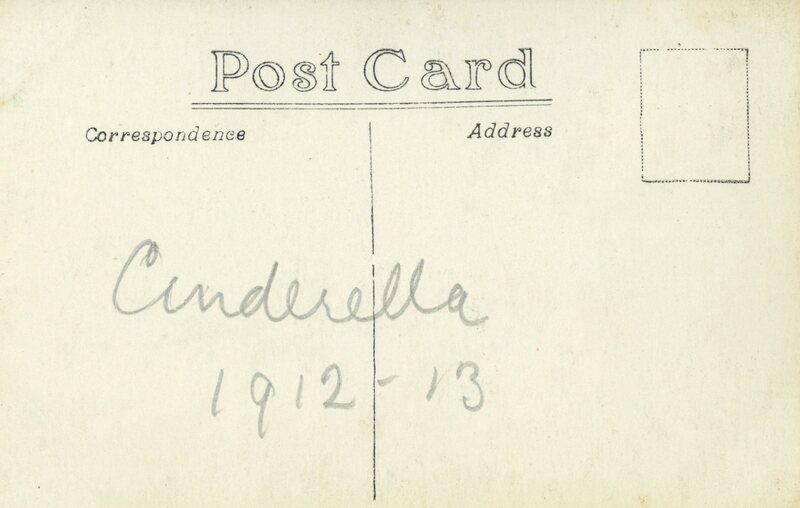 Post Card
Correspondence
Address
Cinderella
1912-13